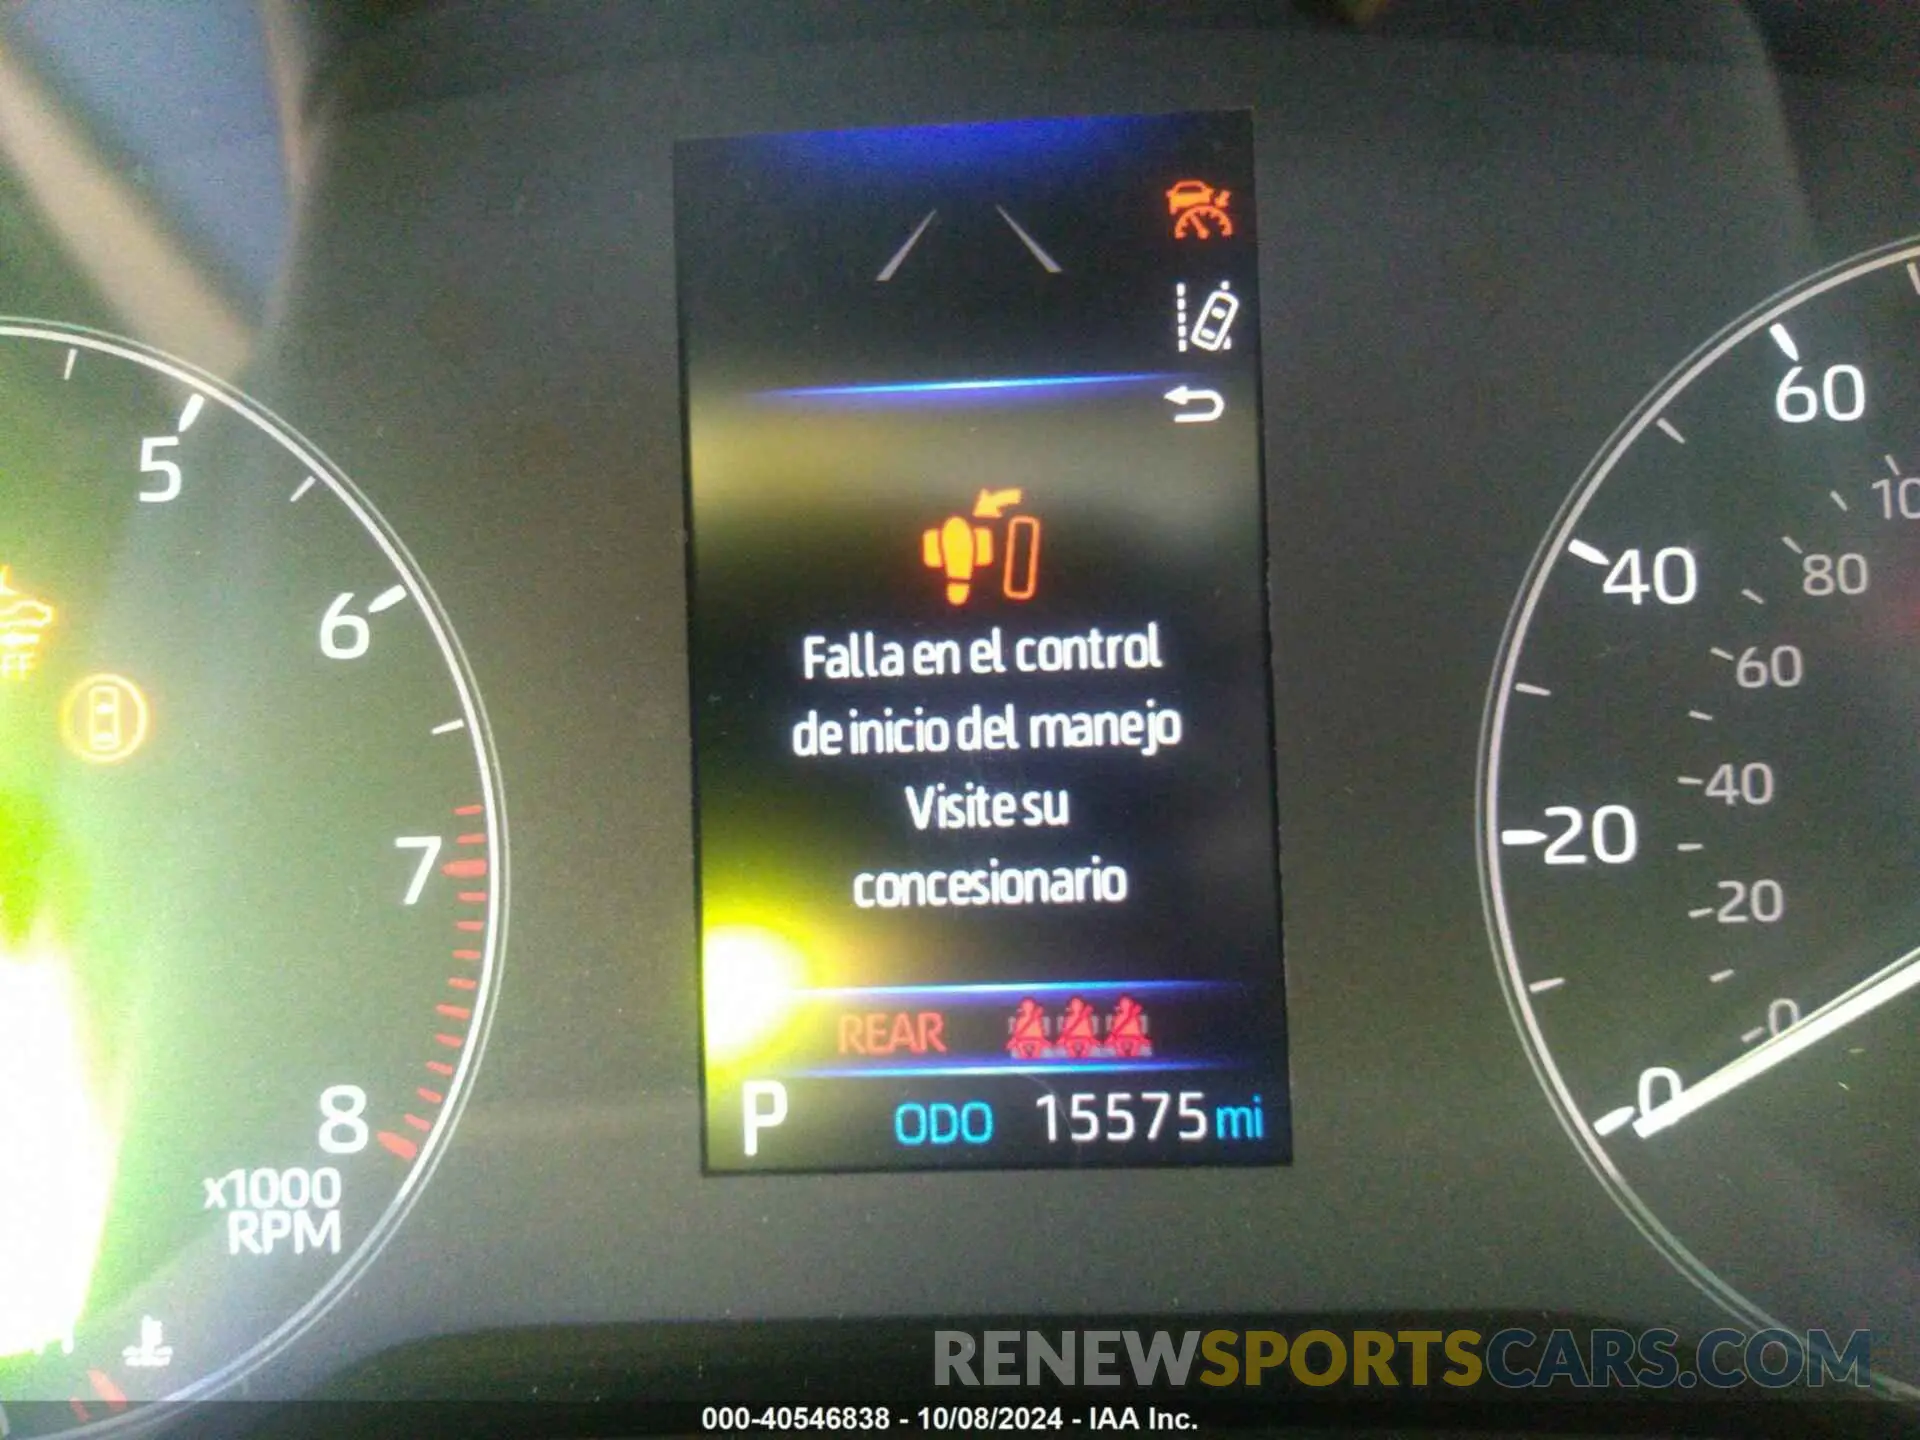 5
6
7
8
x1000
RPM
Falla en el control
de inicio del manejo
Visite su
concesionario
REAR
P ODO 15575 mi
60
40
20
0
80
60
40
20
0
RENEWSPORTSCARS.COM
000-40546838 - 10/08/2024 - IAA Inc.